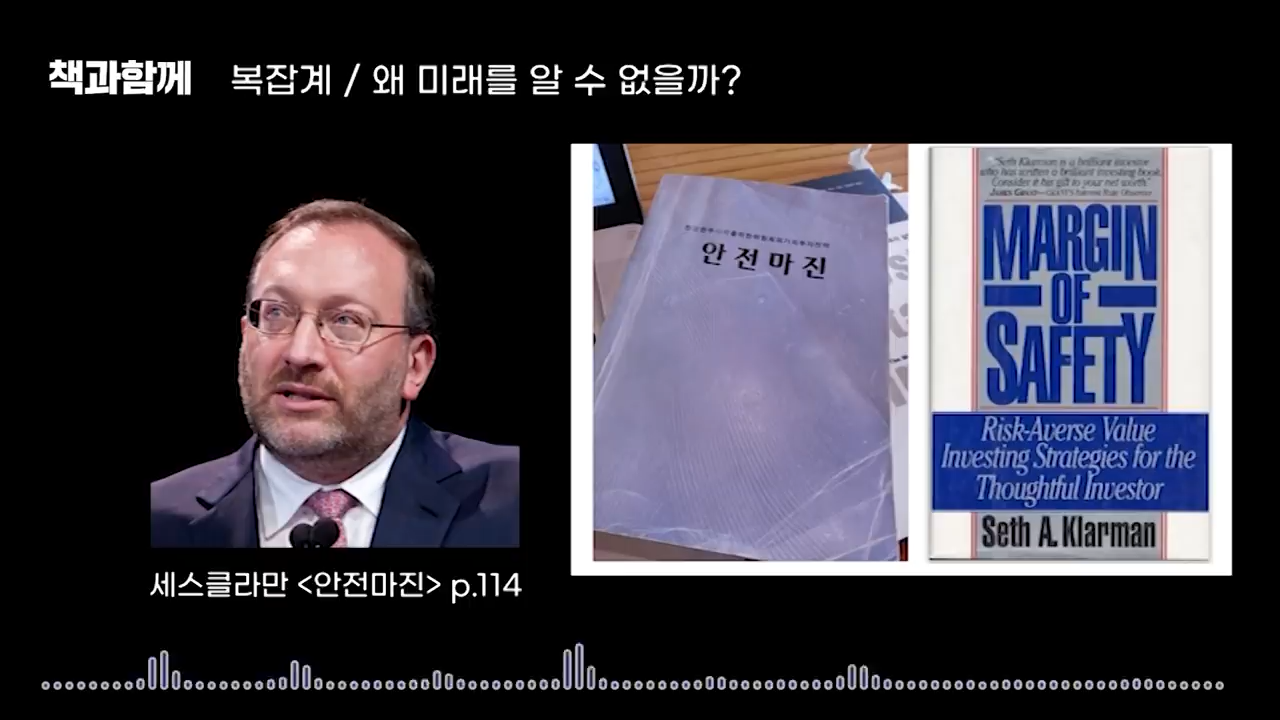 책과함께 복잡계 / 왜 미래를 알 수 없을까?
안전마진
"Seth Klarman is a brilliant investor
who has written a brilliant investing book.
Consider it his gift to your net worth"
MARGIN
OF
SAFETY
Risk-Averse Value
Investing Strategies for the
Thoughtful Investor
Seth A. Klarman
세스클라만 <안전마진> p.114